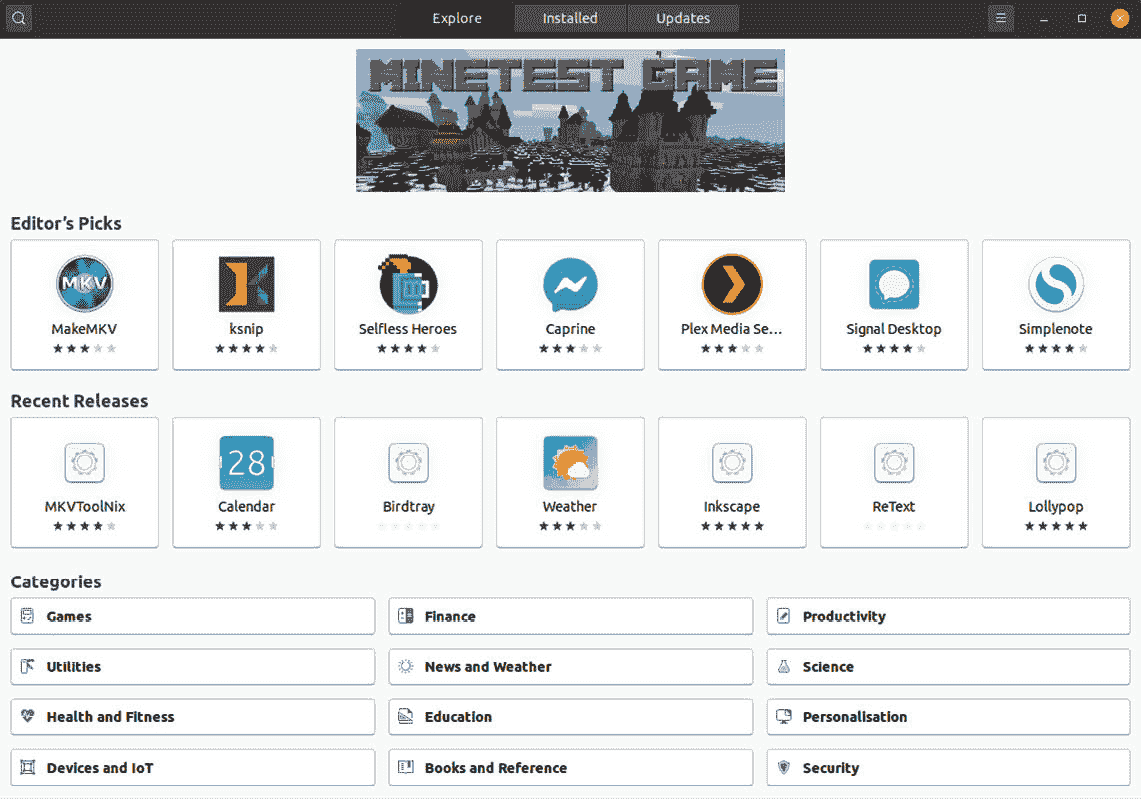 Explore Installed Updates
MINETEST GAME
Editor's Picks
MKV
MakeMKV ksnip Selfless Heroes Caprine Plex Media Se... Signal Desktop Simplenote
Recent Releases
28
MKVToolNix Calendar Birdtray Weather Inkscape ReText Lollypop
Categories
Games Finance Productivity
Utilities News and Weather Science
Health and Fitness Education Personalisation
Devices and IoT Books and Reference Security